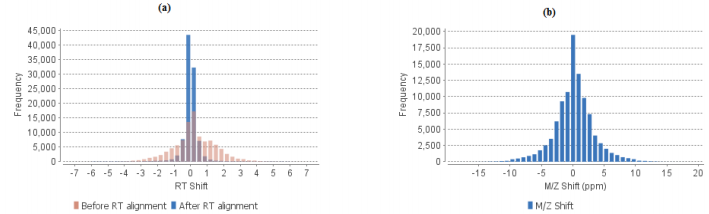 (a)
45,000
40,000
35,000
30,000
25,000
20,000
15,000
10,000
5,000
0
Frequency
-7 -6 -5 -4 -3 -2 -1 0 1 2 3 4 5 6 7
RT Shift
Before RT alignment After RT alignment
(b)
20,000
17,500
15,000
12,500
10,000
7,500
5,000
2,500
0
Frequency
-15 -10 -5 0 5 10 15 20
M/Z Shift (ppm)
M/Z Shift